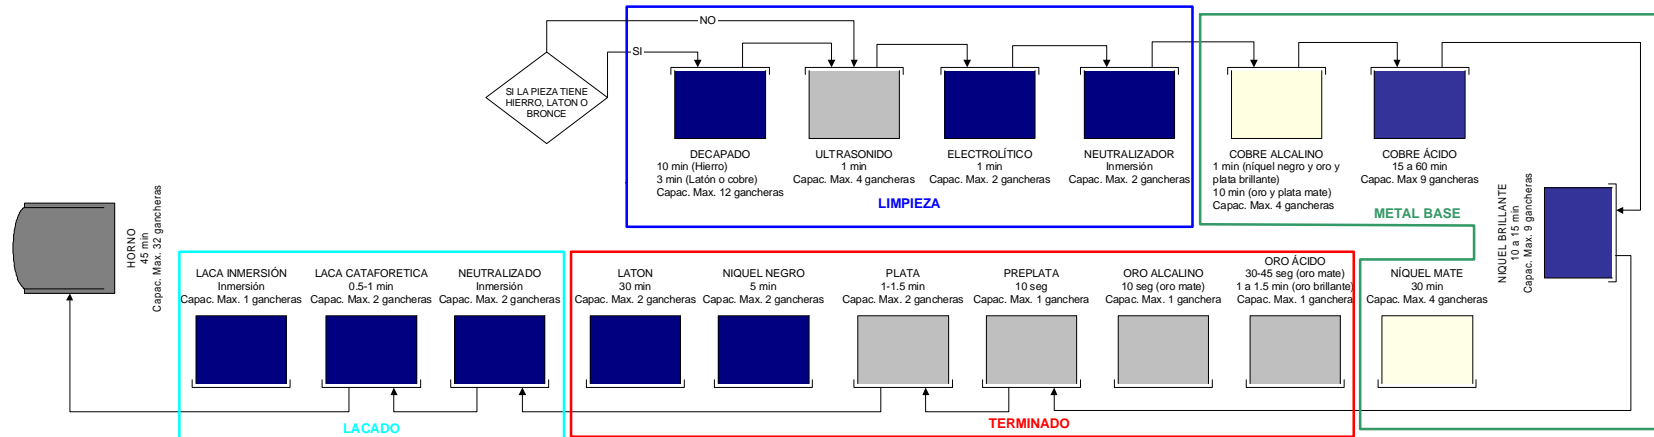 NO
SI
SI LA PIEZA TIENE
HIERRO, LATON O
BRONCE
DECAPADO
10 min (Hierro)
3 min (Latón o cobre)
Capac. Max. 12 gancheras
ULTRASONIDO
1 min
Capac. Max. 4 gancheras
ELECTROLÍTICO
1 min
Capac. Max. 2 gancheras
NEUTRALIZADOR
Inmersión
Capac. Max. 2 gancheras
LIMPIEZA
COBRE ALCALINO
1 min (níquel negro y oro y
plata brillante)
10 min (oro y plata mate)
Capac. Max. 4 gancheras
COBRE ÁCIDO
15 a 60 min
Capac. Max 9 gancheras
METAL BASE
NIQUEL BRILLANTE
10 a 15 min
Capac. Max. 9 gancheras
HORNO
45 min
Capac. Max. 32 gancheras
LACA INMERSIÓN
Inmersión
Capac. Max. 1 gancheras
LACA CATAFORETICA
0.5-1 min
Capac. Max. 2 gancheras
NEUTRALIZADO
Inmersión
Capac. Max. 2 gancheras
LACADO
LATON
30 min
Capac. Max. 2 gancheras
NIQUEL NEGRO
5 min
Capac. Max. 2 gancheras
PLATA
1-1.5 min
Capac. Max. 2 gancheras
PREPLATA
10 seg
Capac. Max. 1 ganchera
ORO ALCALINO
10 seg (oro mate)
Capac. Max. 1 ganchera
ORO ÁCIDO
30-45 seg (oro mate)
1 a 1.5 min (oro brillante)
Capac. Max. 1 ganchera
TERMINADO
NÍQUEL MATE
30 min
Capac. Max. 4 gancheras